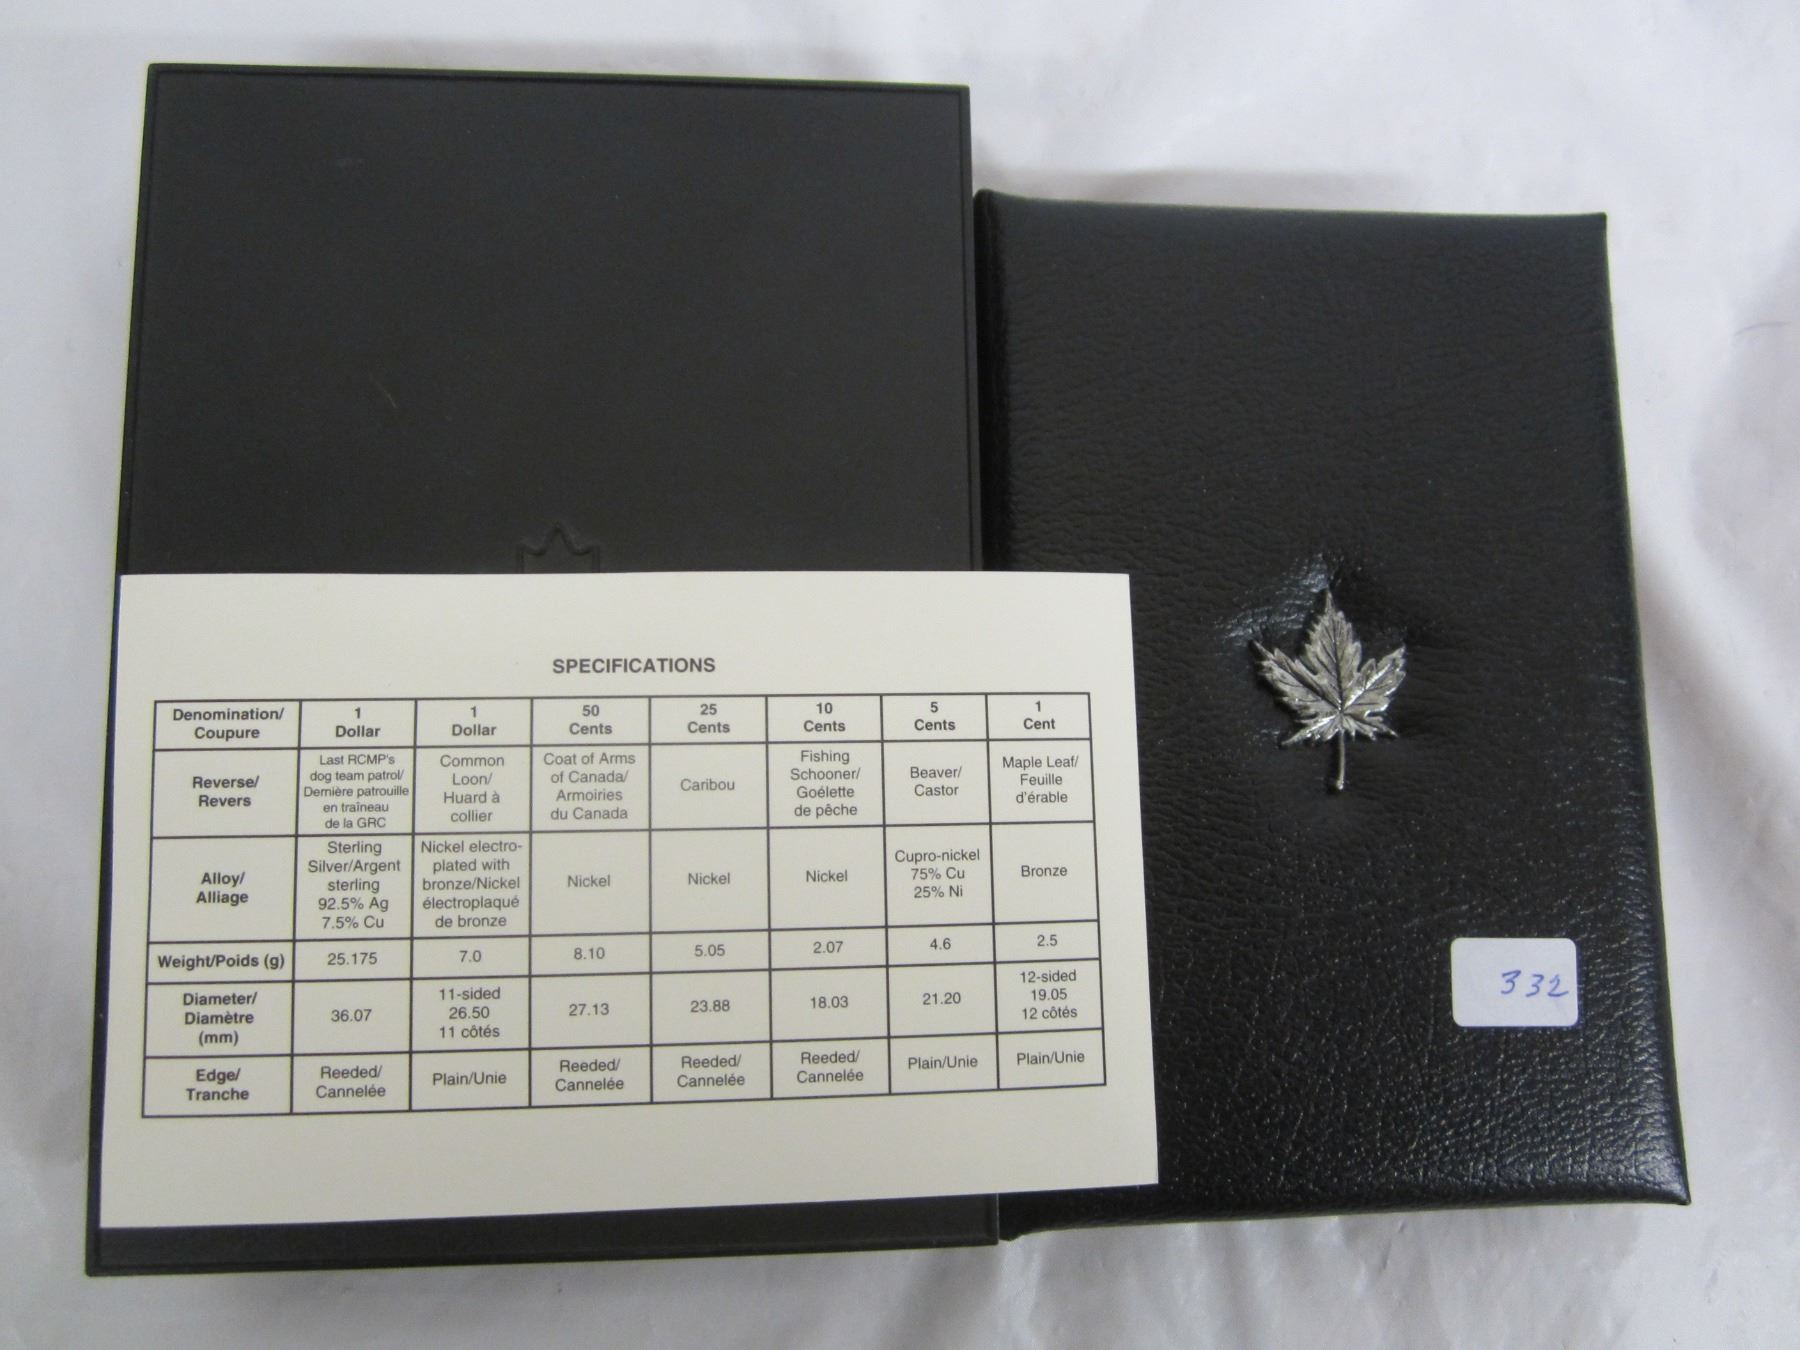 SPECIFICATIONS
Denomination/
Coupure
1
Dollar
1
Dollar
50
Cents
25
Cents
10
Cents
5
Cents
1
Cent
Reverse/
Revers
Last RCMP's
dog team patrol/
Dernière patrouille
en traîneau
de la GRC
Common
Loon/
Huard à
collier
Coat of Arms
of Canada/
Armoiries
du Canada
Caribou
Fishing
Schooner/
Goélette
de pêche
Beaver/
Castor
Maple Leaf/
Feuille
d'érable
Alloy/
Alliage
Sterling
Silver/Argent
sterling
92.5% Ag
7.5% Cu
Nickel electro-
plated with
bronze/Nickel
électroplaqué
de bronze
Nickel
Nickel
Nickel
Cupro-nickel
75% Cu
25% Ni
Bronze
Weight/Poids (g)
25.175
7.0
8.10
5.05
2.07
4.6
2.5
Diameter/
Diamètre
(mm)
36.07
11-sided
26.50
11 côtés
27.13
23.88
18.03
21.20
12-sided
19.05
12 côtés
Edge/
Tranche
Reeded/
Cannelée
Plain/Unie
Reeded/
Cannelée
Reeded/
Cannelée
Reeded/
Cannelée
Plain/Unie
Plain/Unie
332